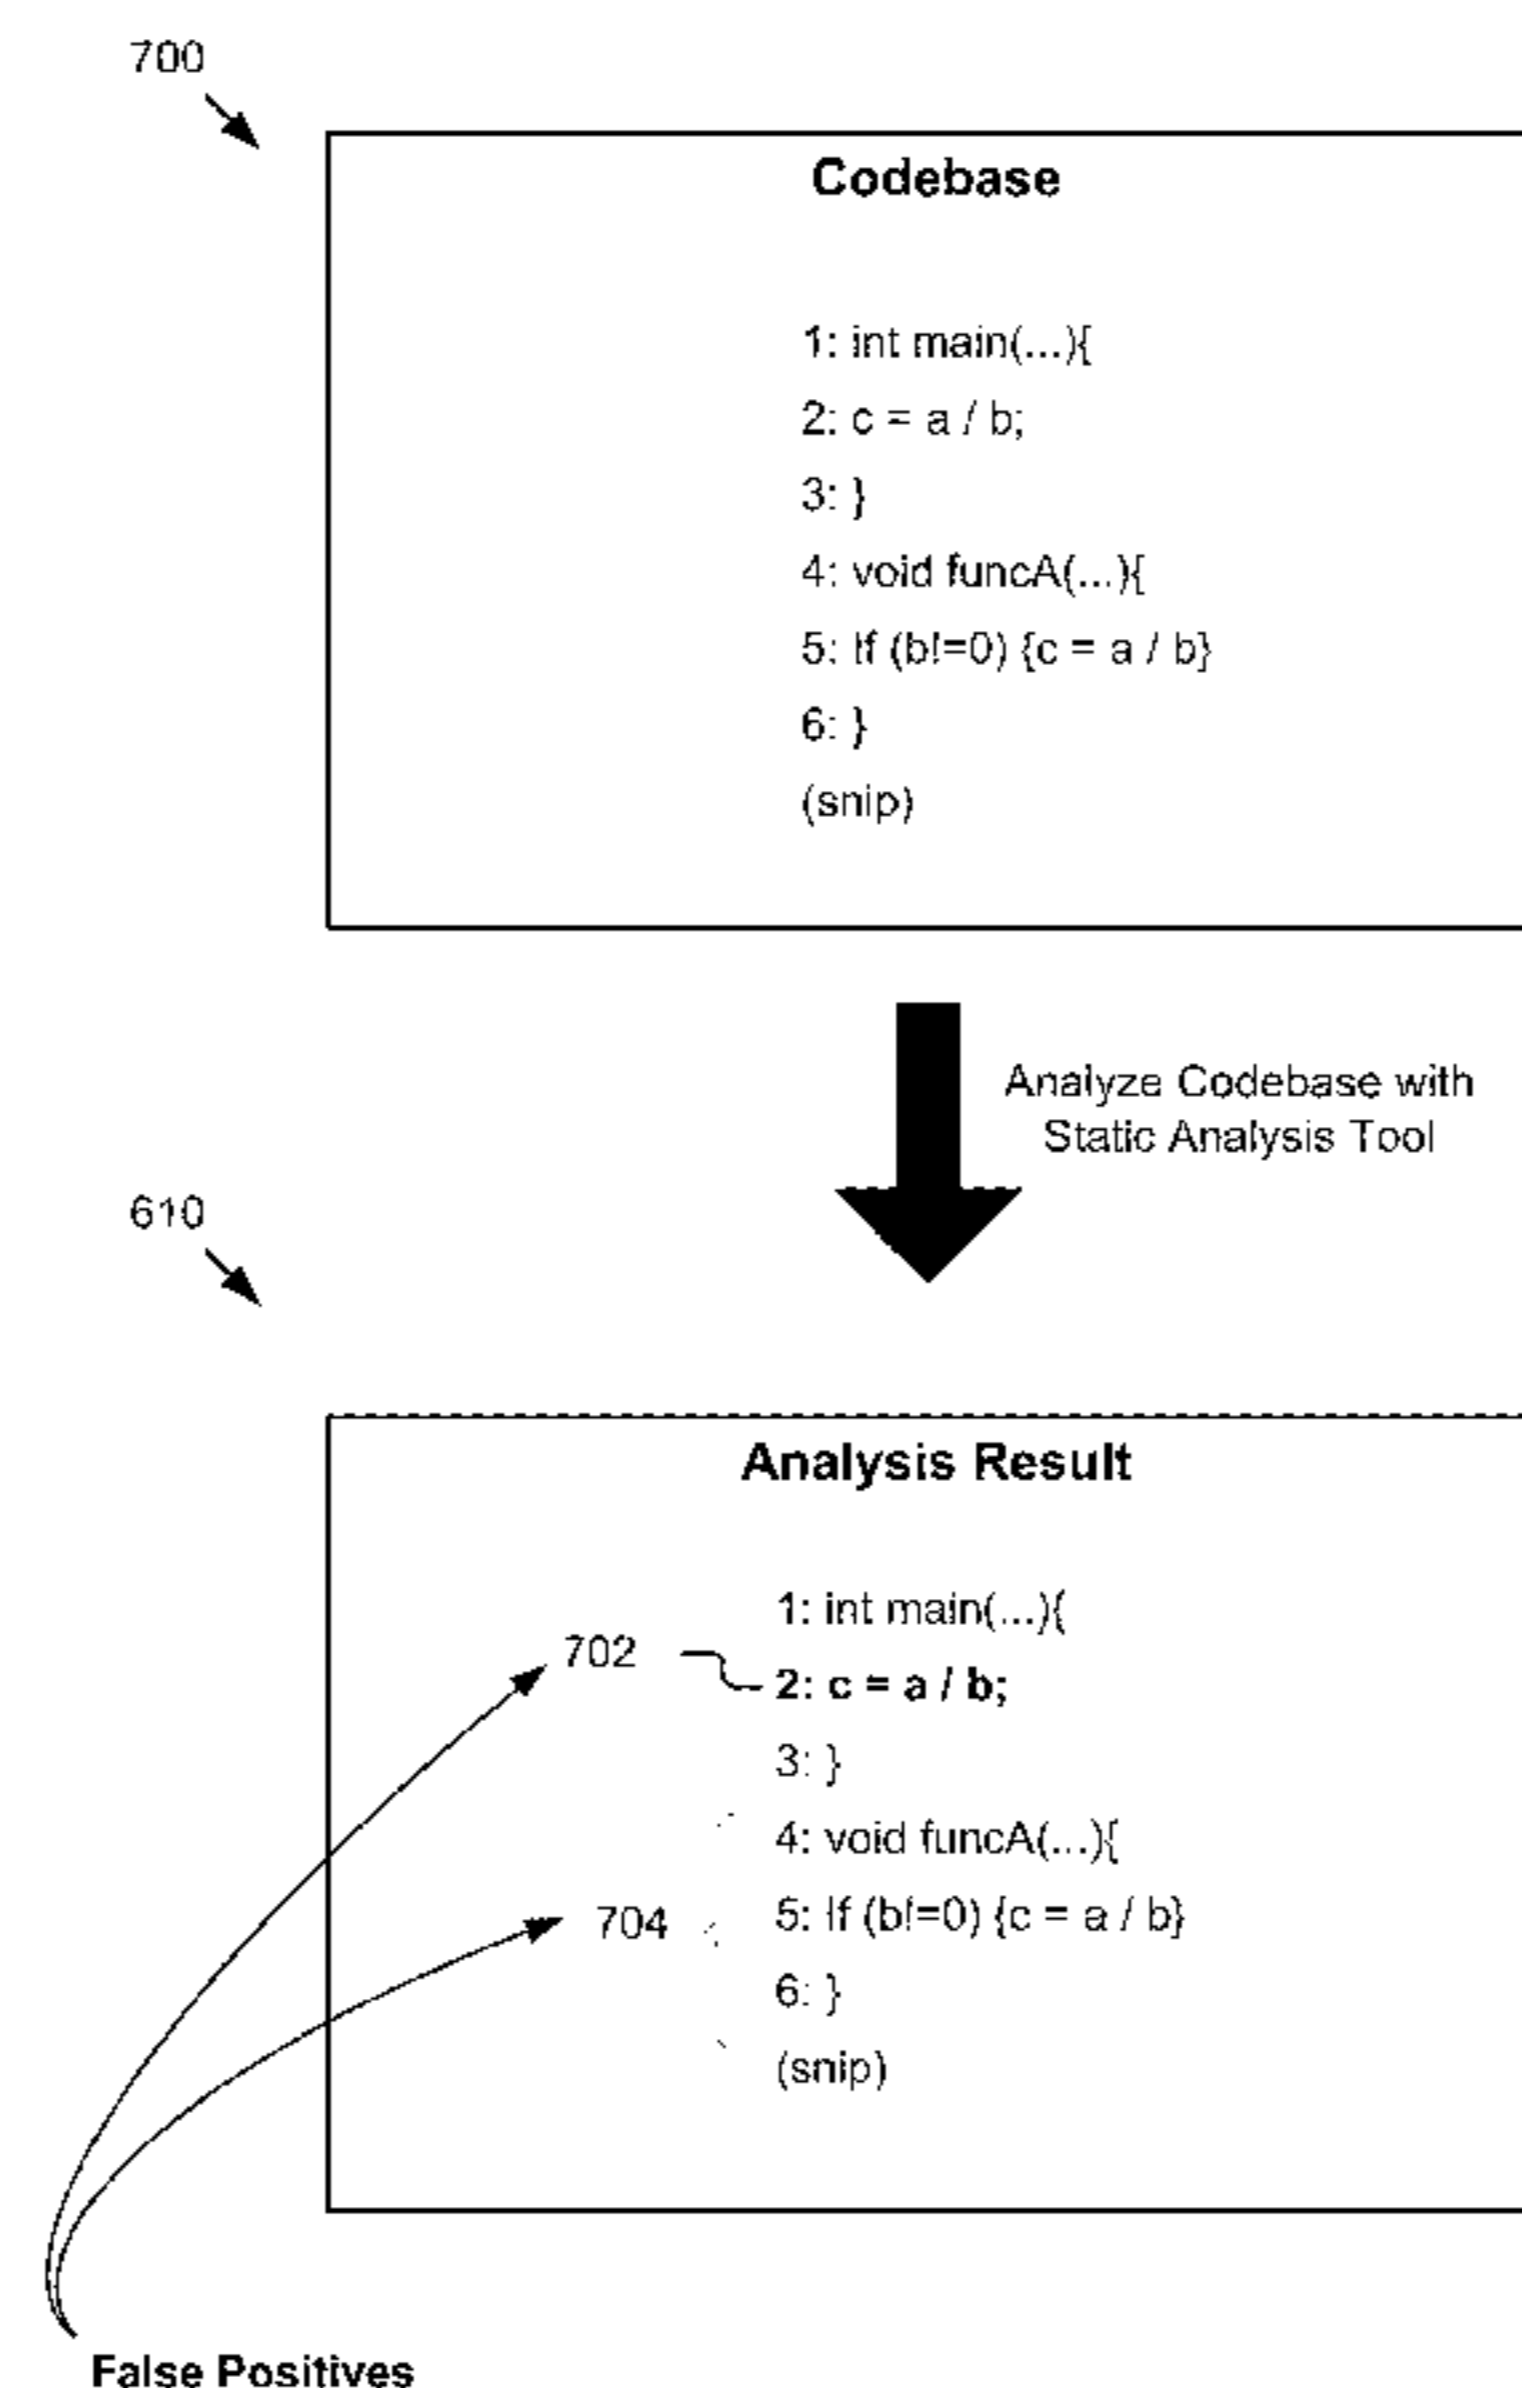 700
Codebase
1: int main(...){
2: c = a / b;
3: }
4: void funcA(...){
5: If (b!=0) {c = a / b}
6: }
(snip)
Analyze Codebase with
Static Analysis Tool
610
Analysis Result
1: int main(...){
702
2: c = a / b;
3: }
4: void funcA(...){
704
5: If (b!=0) {c = a / b}
6: }
(snip)
False Positives